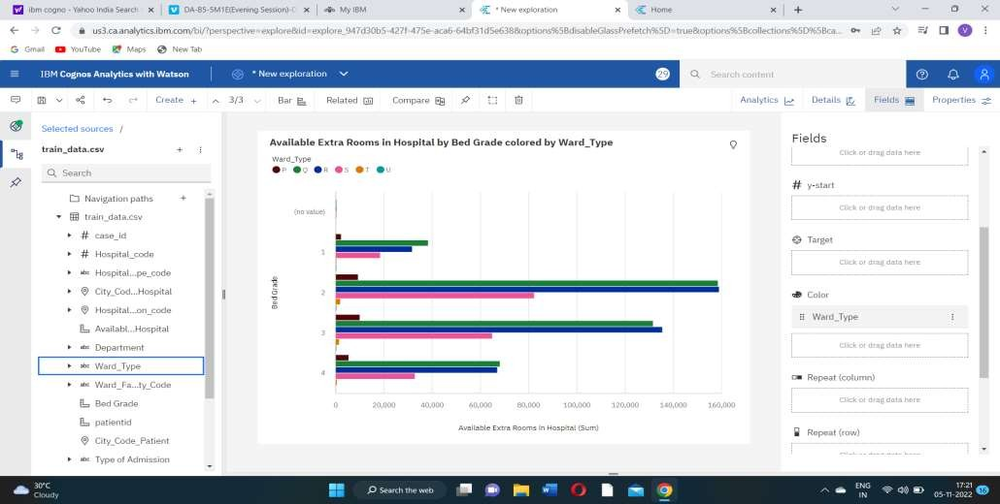 ibm cogno - Yahoo India Search
DA-B5-5M1E(Evening Session)-D
My IBM
* New exploration
Home
us3.ca.analytics.ibm.com/bi/?perspective=explore&id=explore_947d30b5-427f-475e-aca6-64bf31d5e638&options%5BdisableGlassPrefetch%5D=true&options%5Bcollections%5D%5Bca...
V
Gmail
YouTube
Maps
New Tab
IBM Cognos Analytics with Watson
* New exploration
29
Search content
Create +
3/3
Bar
Related
Compare
Analytics
Details
Fields
Properties
Selected sources /
train_data.csv
Search
Navigation paths
train_data.csv
case_id
Hospital_code
abc Hospital...pe_code
City_Cod...Hospital
Hospital...on_code
Availabl...Hospital
abc Department
abc Ward_Type
abc Ward_Fa...ty_Code
Bed Grade
patientid
City_Code_Patient
abc Type of Admission
Available Extra Rooms in Hospital by Bed Grade colored by Ward_Type
Ward_Type
P Q R S T U
(no value)
1
2
3
4
Bed Grade
0 20,000 40,000 60,000 80,000 100,000 120,000 140,000 160,000
Available Extra Rooms in Hospital (Sum)
Fields
Click or drag data here
# y-start
Click or drag data here
Target
Click or drag data here
Color
Ward_Type
Click or drag data here
Repeat (column)
Click or drag data here
Repeat (row)
30°C
Cloudy
Search the web
ENG
IN
17:21
05-11-2022
16